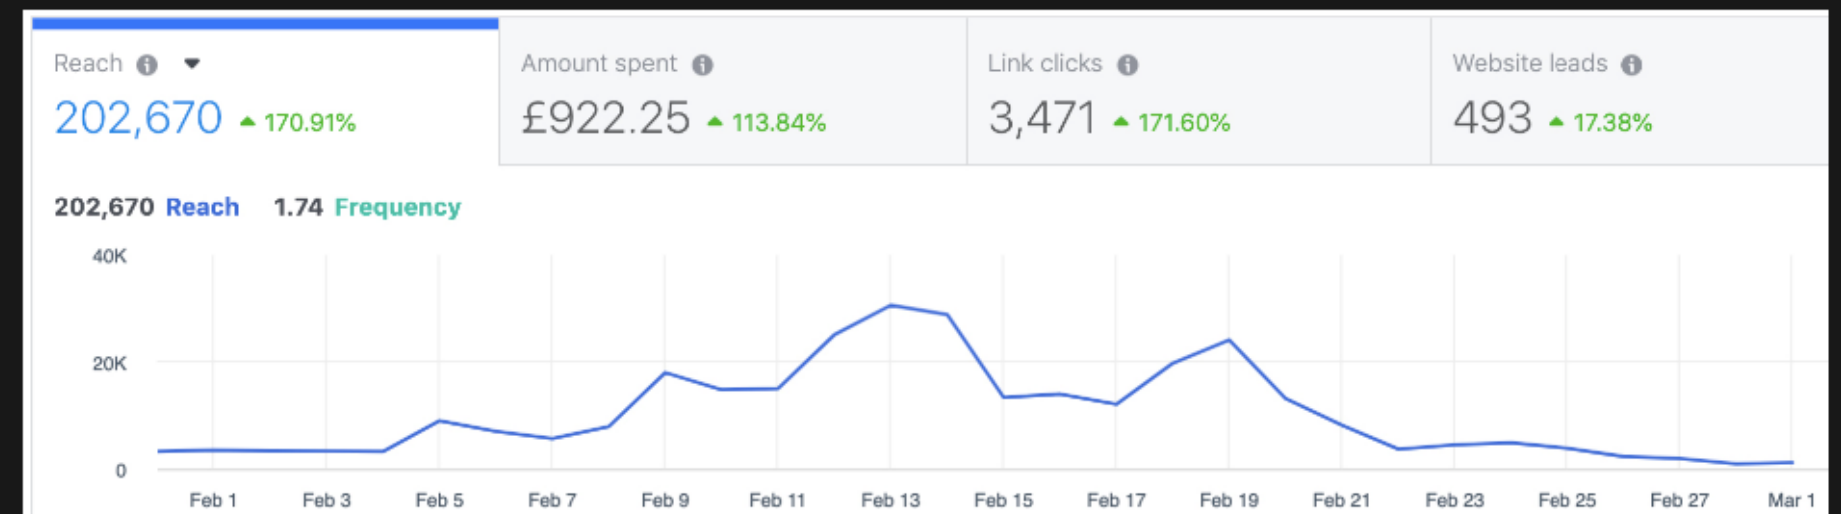 Reach
202,670 170.91%
Amount spent
£922.25 113.84%
Link clicks
3,471 171.60%
Website leads
493 17.38%
202,670 Reach 1.74 Frequency
40K
20K
0
Feb 1 Feb 3 Feb 5 Feb 7 Feb 9 Feb 11 Feb 13 Feb 15 Feb 17 Feb 19 Feb 21 Feb 23 Feb 25 Feb 27 Mar 1